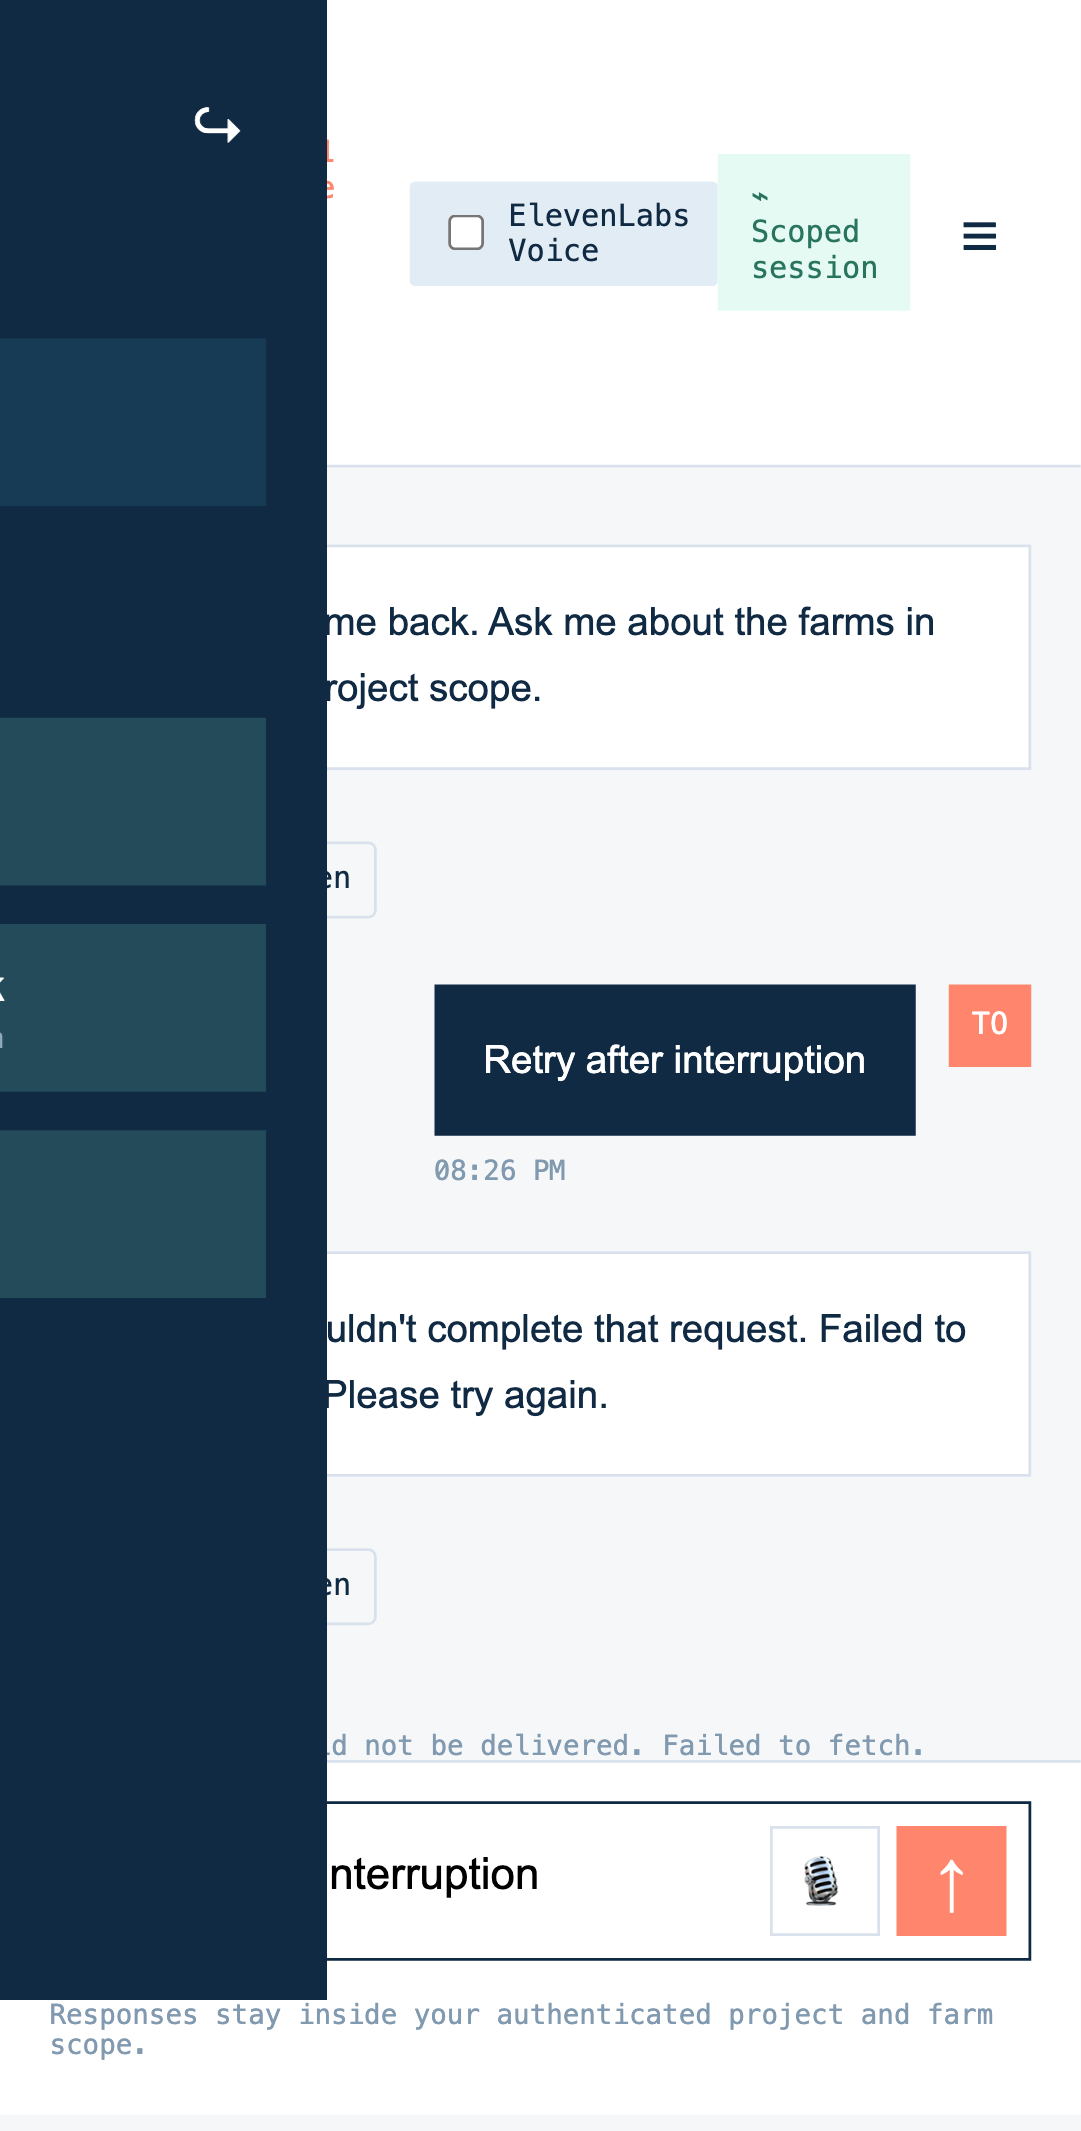 ElevenLabs
Voice
Scoped
session
me back. Ask me about the farms in
roject scope.
en
Retry after interruption
TO
08:26 PM
uldn't complete that request. Failed to
Please try again.
en
d not be delivered. Failed to fetch.
nterruption
Responses stay inside your authenticated project and farm
scope.